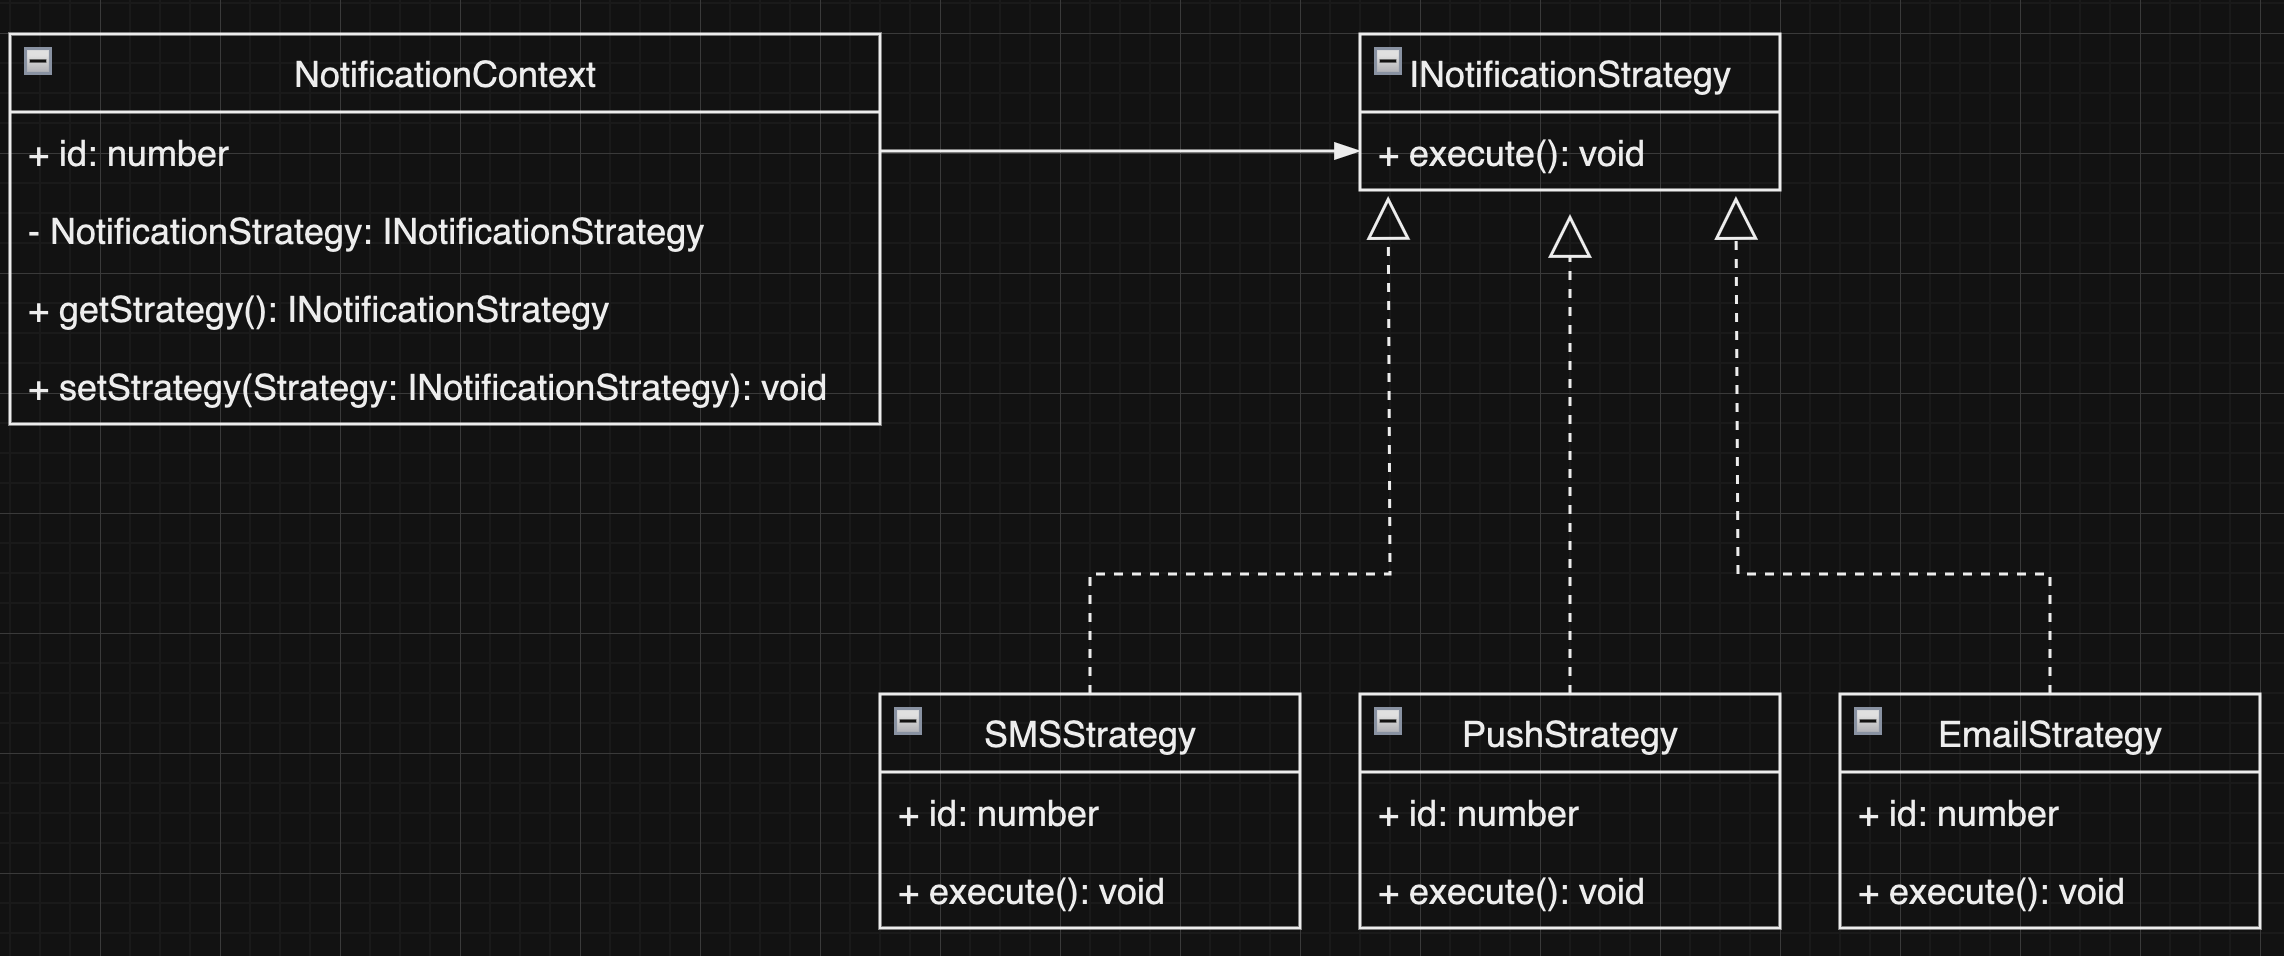 NotificationContext
+ id: number
- NotificationStrategy: INotificationStrategy
+ getStrategy(): INotificationStrategy
+ setStrategy(Strategy: INotificationStrategy): void
INotificationStrategy
+ execute(): void
SMSStrategy
+ id: number
+ execute(): void
PushStrategy
+ id: number
+ execute(): void
EmailStrategy
+ id: number
+ execute(): void